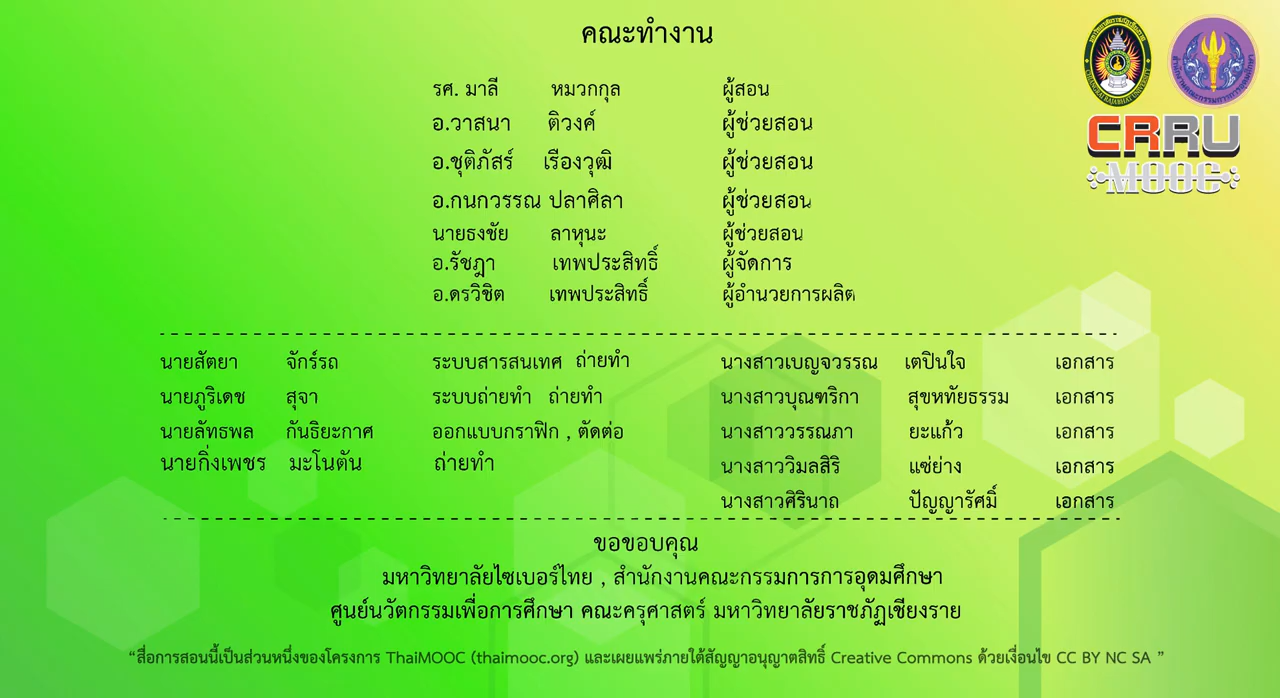 คณะทำงาน
รศ. มาลี หมวกกุล ผู้สอน
อ.วาสนา ติวงค์ ผู้ช่วยสอน
อ.ชุติภัสร์ เรืองวุฒิ ผู้ช่วยสอน
อ.กนกวรรณ ปลาศิลา ผู้ช่วยสอน
นายธงชัย ลาหุนะ ผู้ช่วยสอน
อ.รัชฎา เทพประสิทธิ์ ผู้จัดการ
อ.ดรวิชิต เทพประสิทธิ์ ผู้อำนวยการผลิต
CRRU
MOOC
นายสัตยา จักร์รถ ระบบสารสนเทศ ถ่ายทำ
นายภูริเดช สุจา ระบบถ่ายทำ ถ่ายทำ
นายลัทธพล กันธิยะกาศ ออกแบบกราฟิก , ตัดต่อ
นายกิ่งเพชร มะโนตัน ถ่ายทำ
นางสาวเบญจวรรณ เตปินใจ เอกสาร
นางสาวบุณฑริกา สุขหทัยธรรม เอกสาร
นางสาววรรณภา ยะแก้ว เอกสาร
นางสาววิมลสิริ แซ่ย่าง เอกสาร
นางสาวศิรินาถ ปัญญารัศมิ์ เอกสาร
ขอขอบคุณ
มหาวิทยาลัยไซเบอร์ไทย , สำนักงานคณะกรรมการการอุดมศึกษา
ศูนย์นวัตกรรมเพื่อการศึกษา คณะครุศาสตร์ มหาวิทยาลัยราชภัฏเชียงราย
“สื่อการสอนนี้เป็นส่วนหนึ่งของโครงการ ThaiMOOC (thaimooc.org) และเผยแพร่ภายใต้สัญญาอนุญาตสิทธิ์ Creative Commons ด้วยเงื่อนไข CC BY NC SA ”